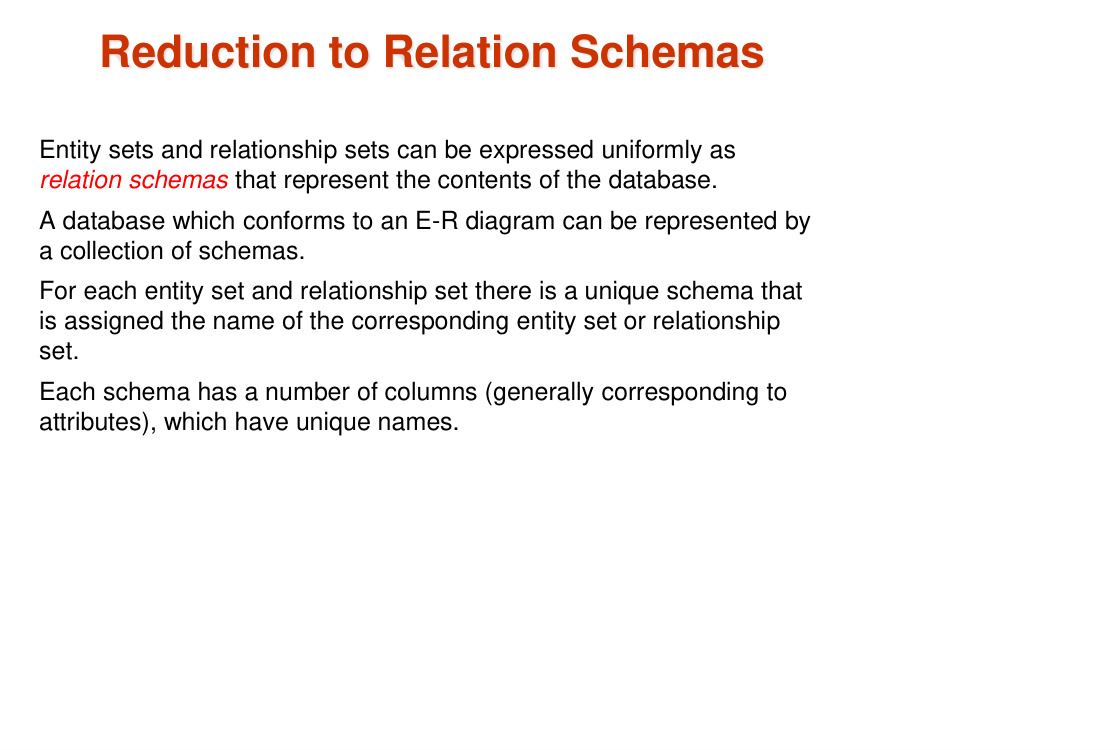 Reduction to Relation Schemas
Entity sets and relationship sets can be expressed uniformly as
relation schemas that represent the contents of the database.
A database which conforms to an E-R diagram can be represented by
a collection of schemas.
For each entity set and relationship set there is a unique schema that
is assigned the name of the corresponding entity set or relationship
set.
Each schema has a number of columns (generally corresponding to
attributes), which have unique names.